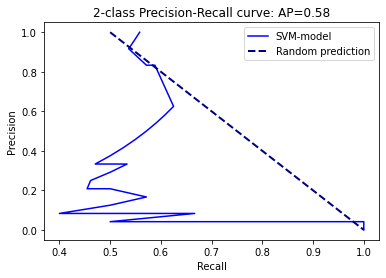 2-class Precision-Recall curve: AP=0.58
SVM-model
Random prediction
Precision
1.0
0.8
0.6
0.4
0.2
0.0
0.4 0.5 0.6 0.7 0.8 0.9 1.0
Recall